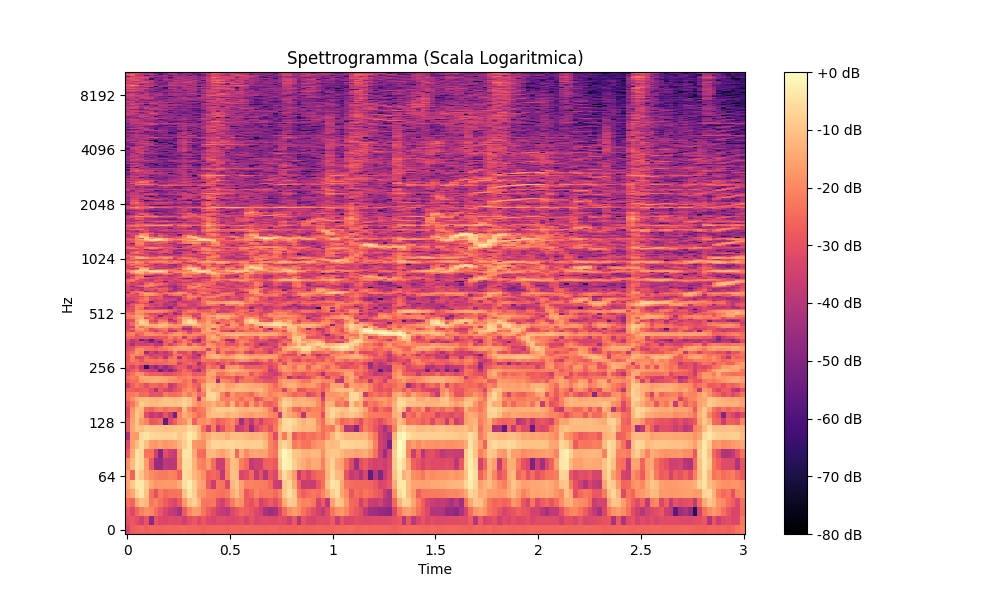 Spettrogramma (Scala Logaritmica)
Hz
8192
4096
2048
1024
512
256
128
64
0
0
0.5
1
1.5
2
2.5
3
Time
+0 dB
-10 dB
-20 dB
-30 dB
-40 dB
-50 dB
-60 dB
-70 dB
-80 dB